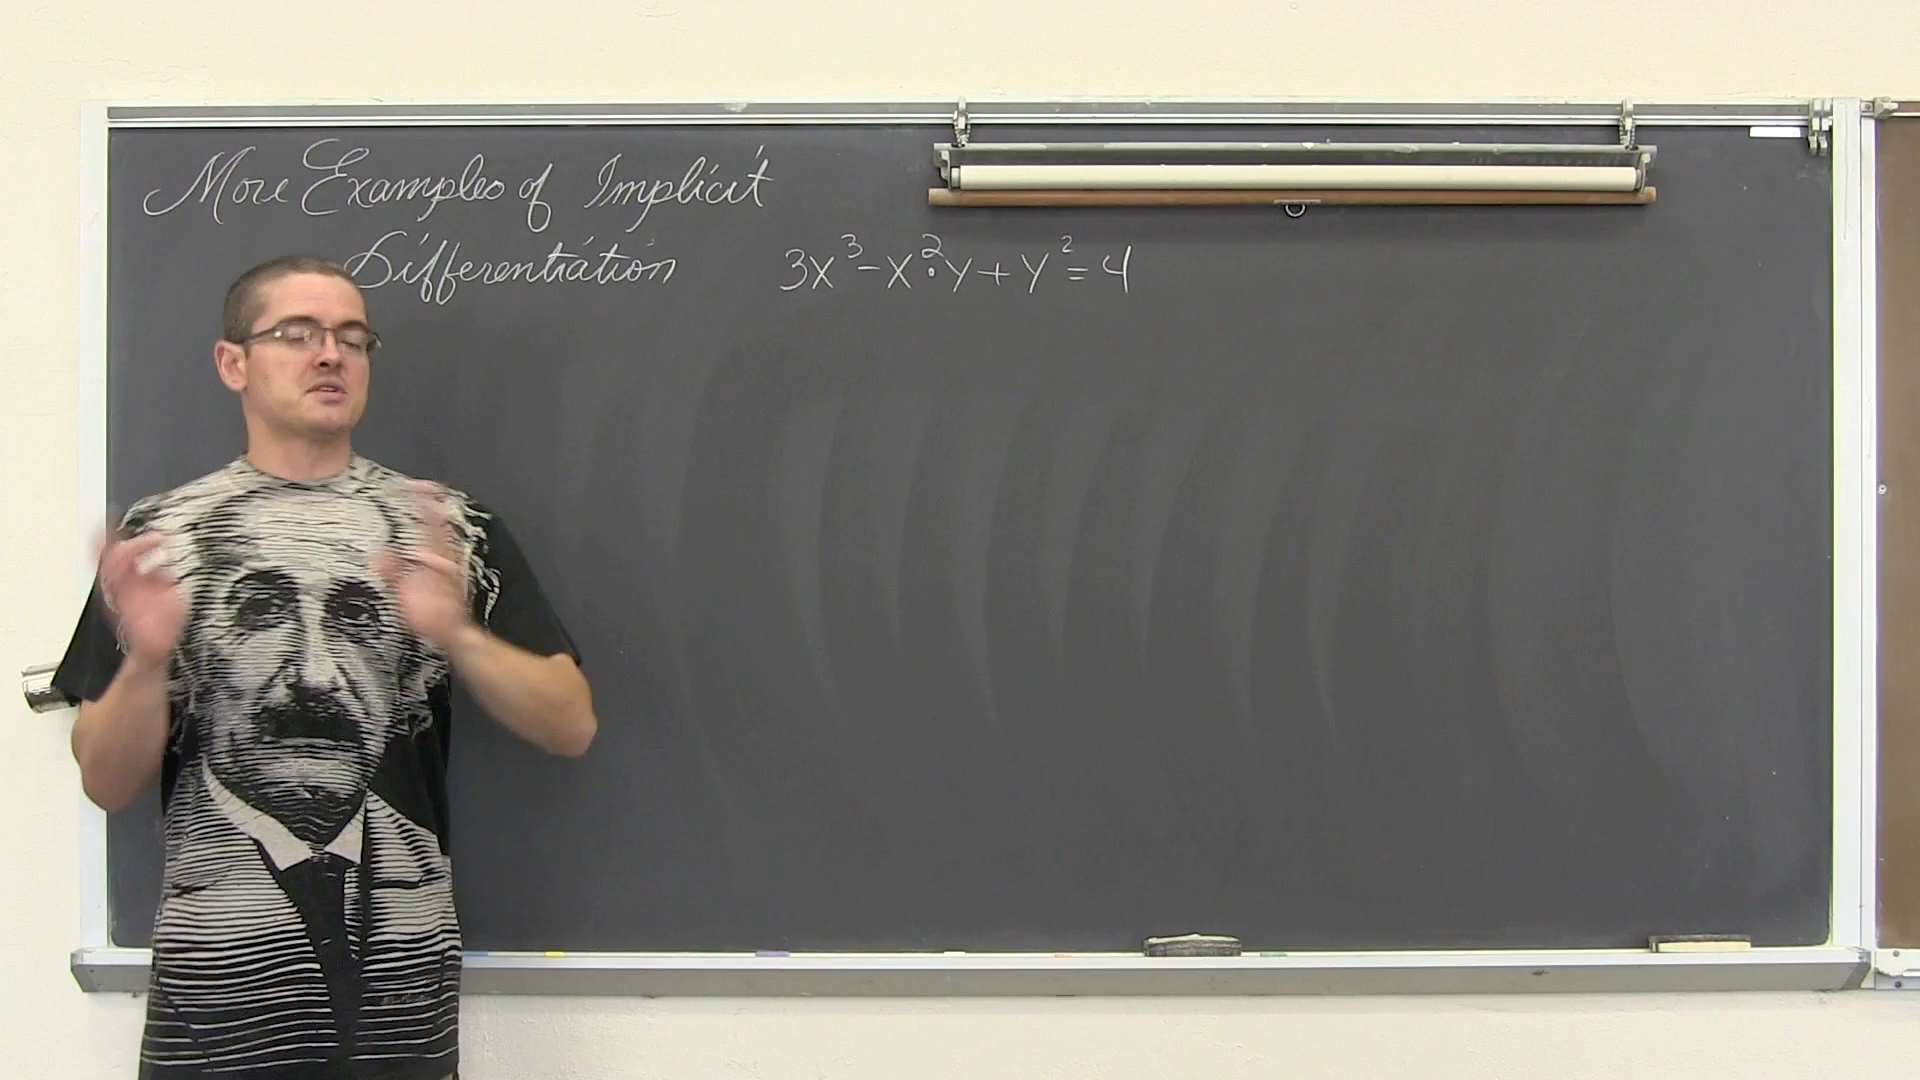 More Examples of Implicit
Differentiation
3x³-x²·y+y²=4